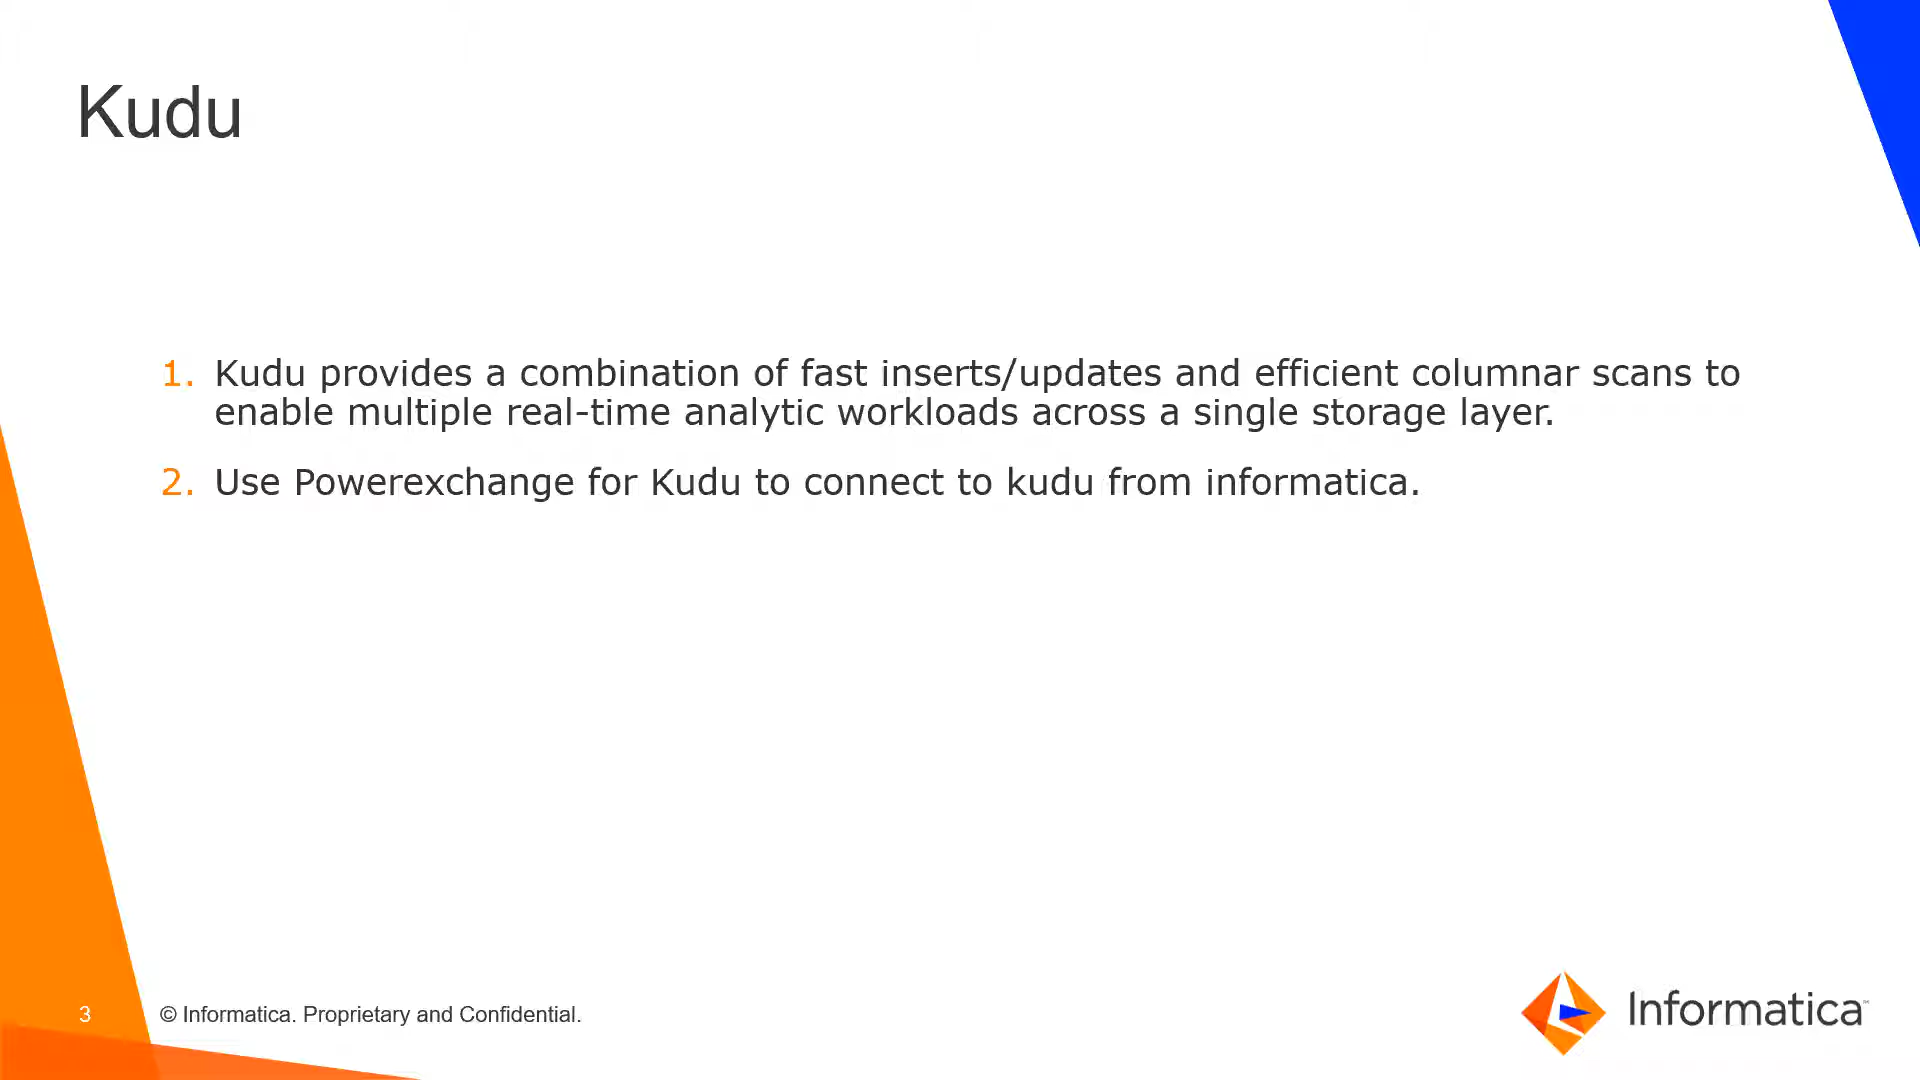 Kudu
1. Kudu provides a combination of fast inserts/updates and efficient columnar scans to
enable multiple real-time analytic workloads across a single storage layer.
2. Use Powerexchange for Kudu to connect to kudu from informatica.
3 © Informatica. Proprietary and Confidential.
Informatica™